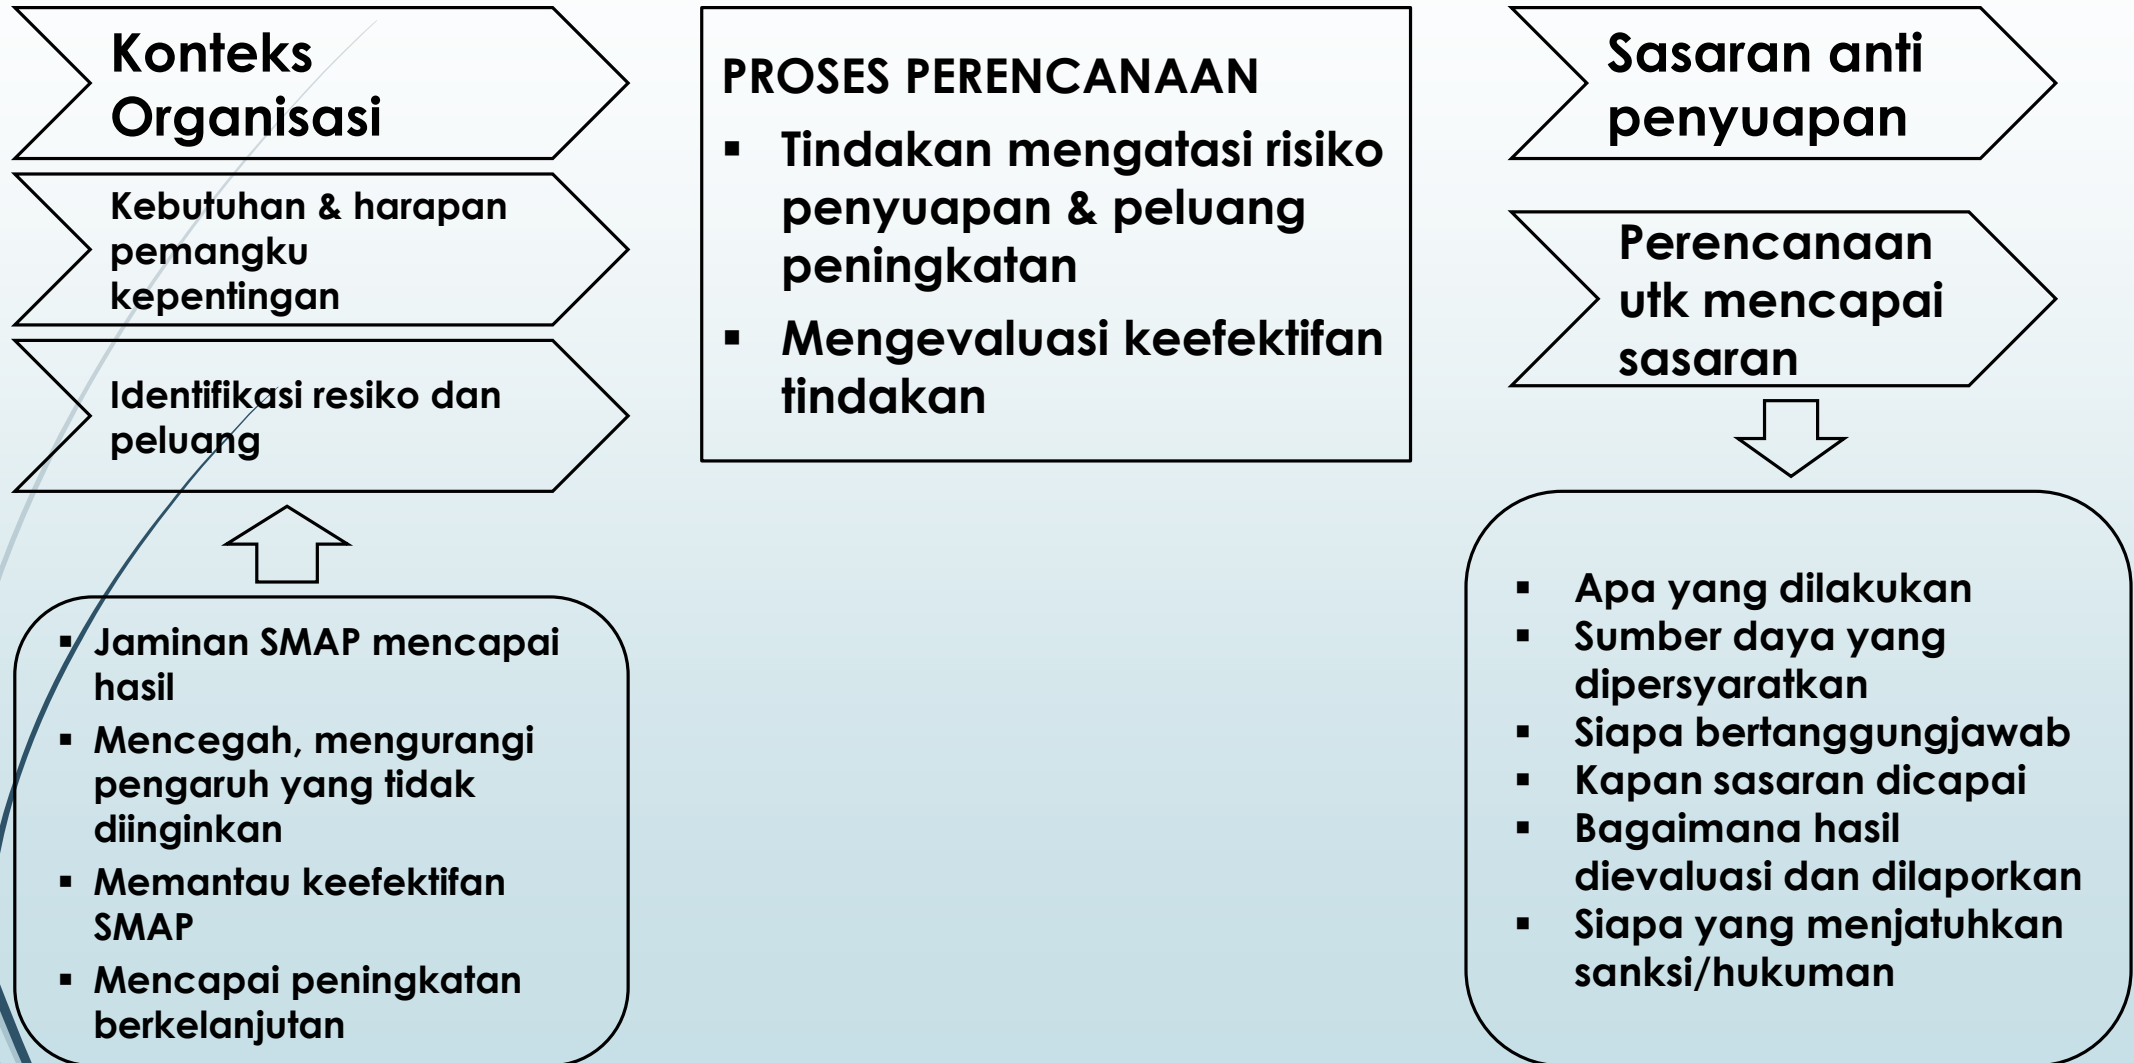 Konteks
Organisasi
Kebutuhan & harapan
pemangku
kepentingan
Identifikasi resiko dan
peluang
▪ Jaminan SMAP mencapai
hasil
▪ Mencegah, mengurangi
pengaruh yang tidak
diinginkan
▪ Memantau keefektifan
SMAP
▪ Mencapai peningkatan
berkelanjutan
PROSES PERENCANAAN
▪ Tindakan mengatasi risiko
penyuapan & peluang
peningkatan
▪ Mengevaluasi keefektifan
tindakan
Sasaran anti
penyuapan
Perencanaan
utk mencapai
sasaran
▪ Apa yang dilakukan
▪ Sumber daya yang
dipersyaratkan
▪ Siapa bertanggungjawab
▪ Kapan sasaran dicapai
▪ Bagaimana hasil
dievaluasi dan dilaporkan
▪ Siapa yang menjatuhkan
sanksi/hukuman